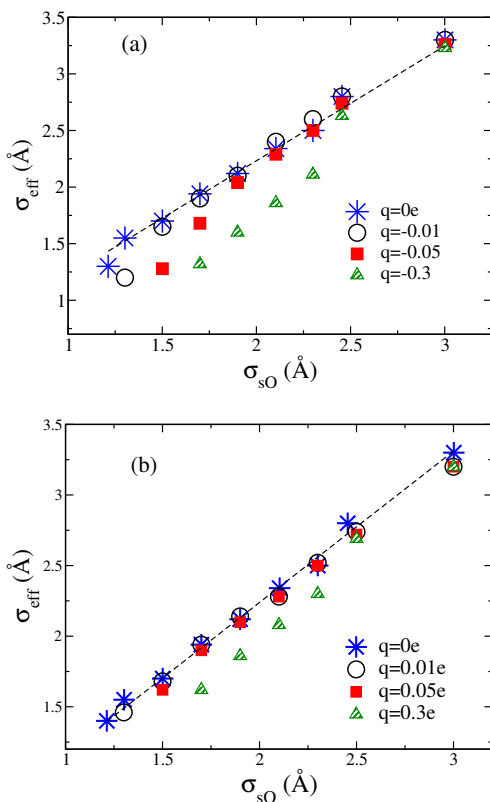 (a)
3.5
3
2.5
2
1.5
1
σeff (Å)
q=0e
q=-0.01
q=-0.05
q=-0.3
1 1.5 2 2.5 3
σsO (Å)
(b)
3.5
3
2.5
2
1.5
σeff (Å)
q=0e
q=0.01e
q=0.05e
q=0.3e
1 1.5 2 2.5 3
σsO (Å)